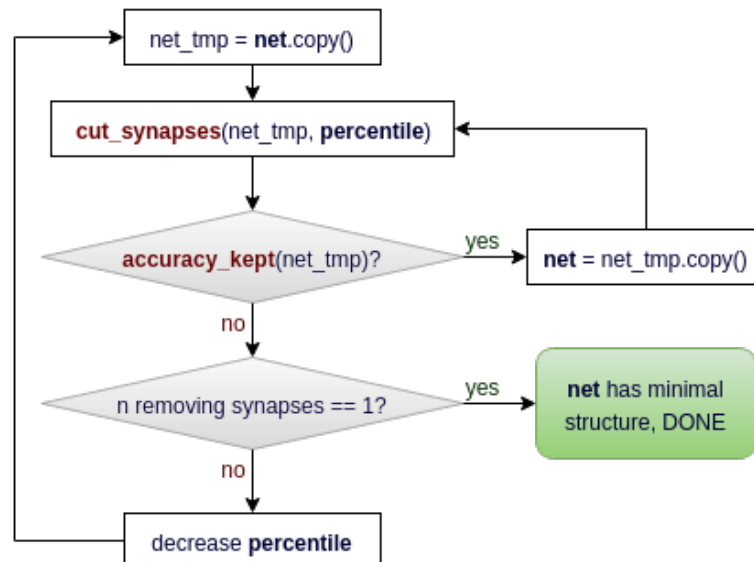 net_tmp = net.copy()
cut_synapses(net_tmp, percentile)
accuracy_kept(net_tmp)?
yes
net = net_tmp.copy()
no
n removing synapses == 1?
yes
net has minimal
structure, DONE
no
decrease percentile